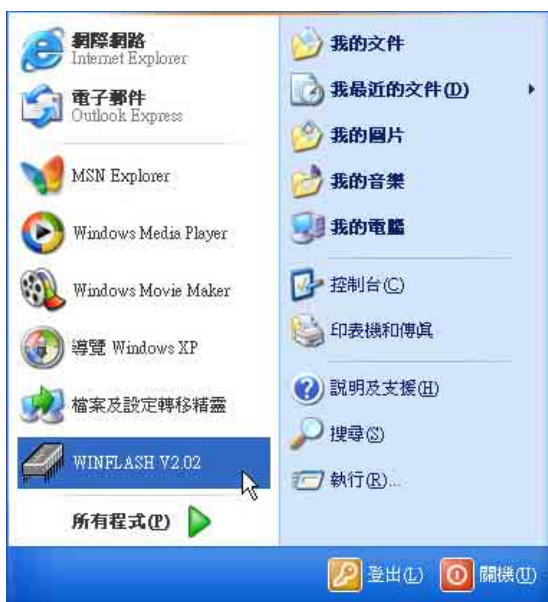 網際網路
Internet Explorer
電子郵件
Outlook Express
MSN Explorer
Windows Media Player
Windows Movie Maker
導覽 Windows XP
檔案及設定轉移精靈
WINFLASH V2.02
所有程式(P)
我的文件
我最近的文件(D)
我的圖片
我的音樂
我的電腦
控制台(C)
印表機和傳真
說明及支援(H)
搜尋(S)
執行(R)...
登出(L)
關機(U)